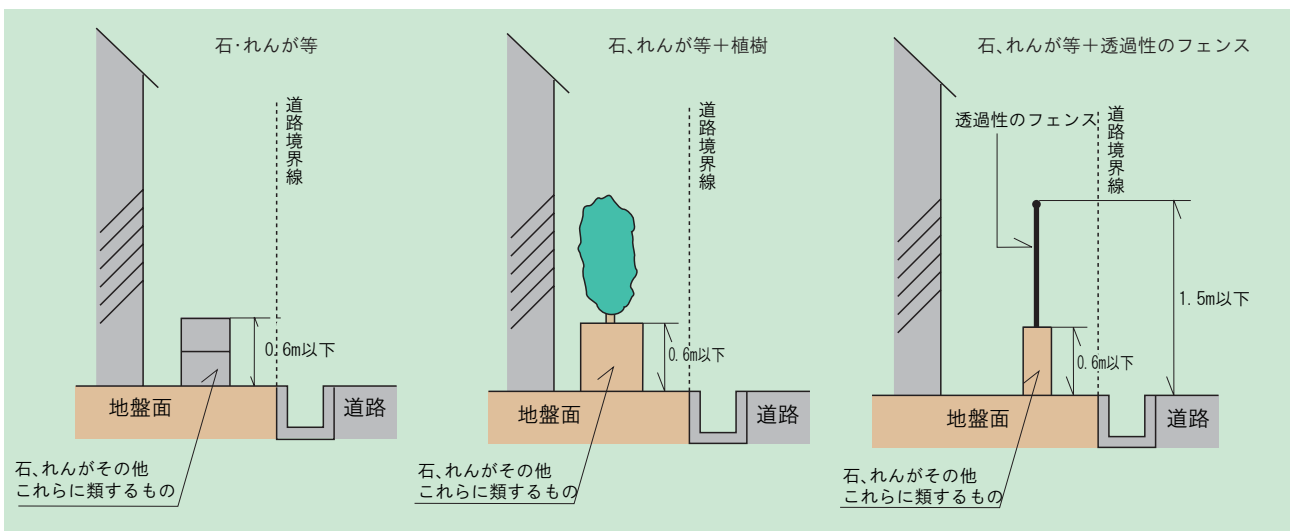 石・れんが等
道路境界線
0.6m以下
地盤面
道路
石、れんがその他
これらに類するもの
石、れんが等＋植樹
道路境界線
0.6m以下
地盤面
道路
石、れんがその他
これらに類するもの
石、れんが等＋透過性のフェンス
透過性のフェンス
道路境界線
1.5m以下
0.6m以下
地盤面
道路
石、れんがその他
これらに類するもの